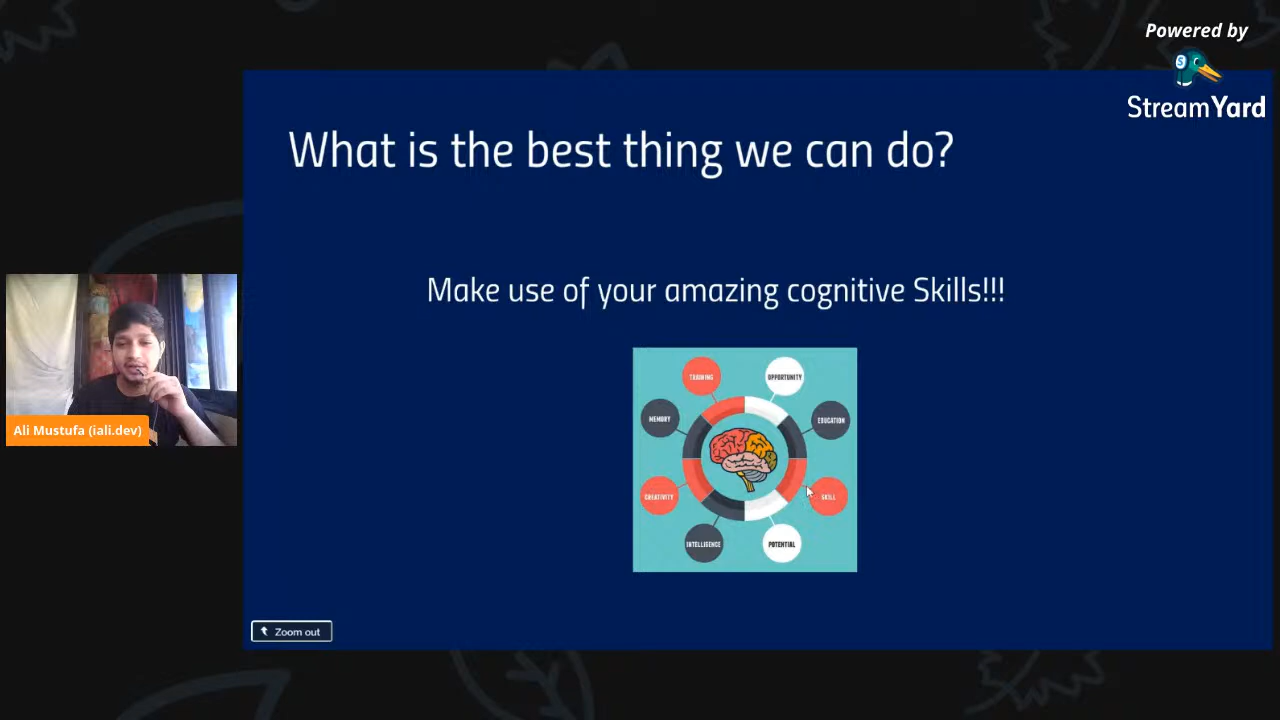 Powered by
StreamYard
What is the best thing we can do?
Make use of your amazing cognitive Skills!!!
TRAINING
OPPORTUNITY
MEMORY
EDUCATION
CREATIVITY
SKILL
INTELLIGENCE
POTENTIAL
Ali Mustufa (iali.dev)
Zoom out